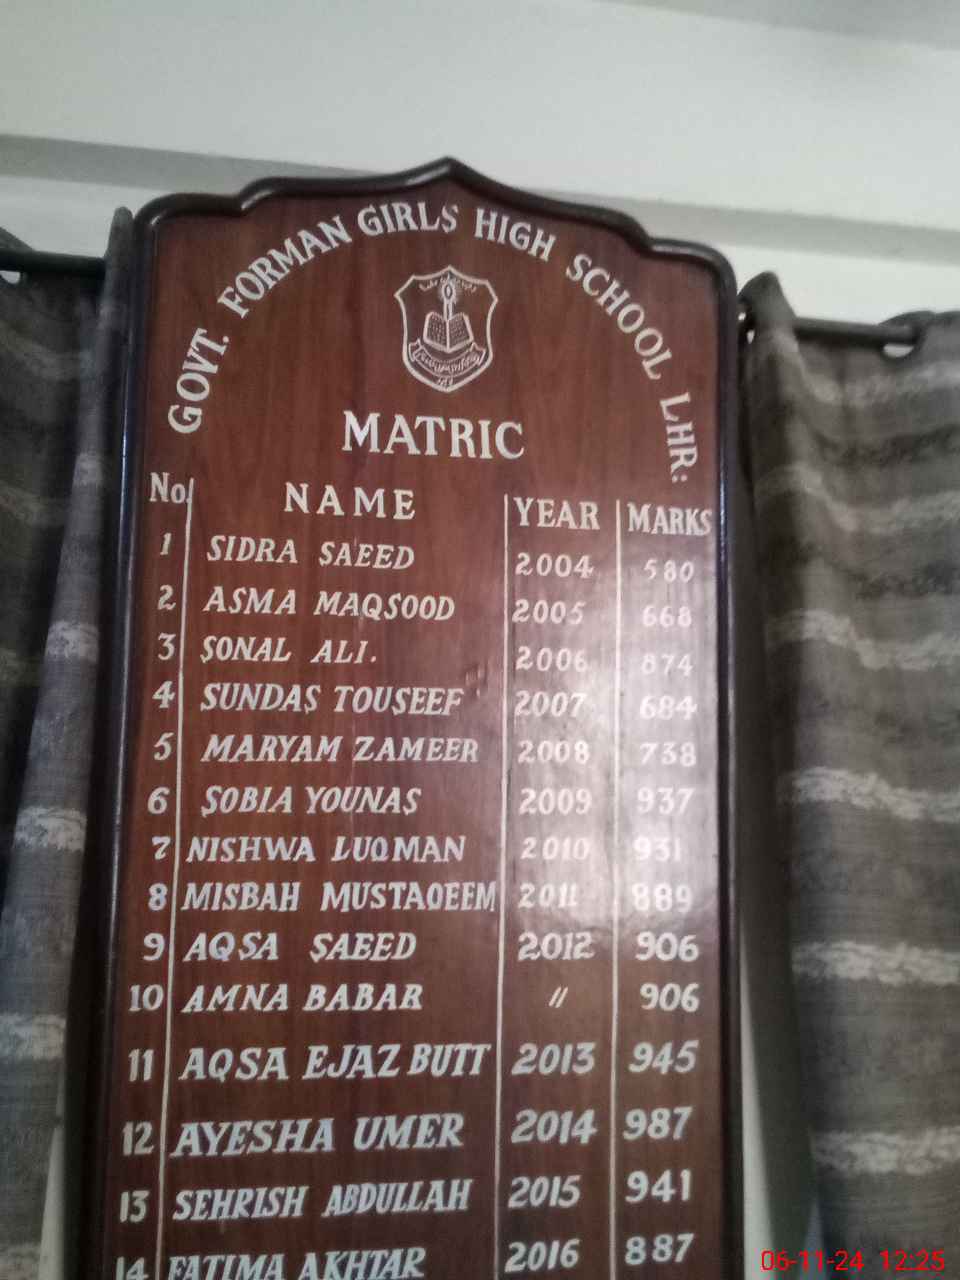 GOVT. FORMAN GIRLS HIGH SCHOOL LHR:
MATRIC
No. NAME YEAR MARKS
1 SIDRA SAEED 2004 580
2 ASMA MAQSOOD 2005 668
3 SONAL ALI. 2006 874
4 SUNDAS TOUSEEF 2007 684
5 MARYAM ZAMEER 2008 738
6 SOBIA YOUNAS 2009 937
7 NISHWA LUQMAN 2010 931
8 MISBAH MUSTAQEEM 2011 889
9 AQSA SAEED 2012 906
10 AMNA BABAR " 906
11 AQSA EJAZ BUTT 2013 945
12 AYESHA UMER 2014 987
13 SEHRISH ABDULLAH 2015 941
14 FATIMA AKHTAR 2016 887
06-11-24 12:25